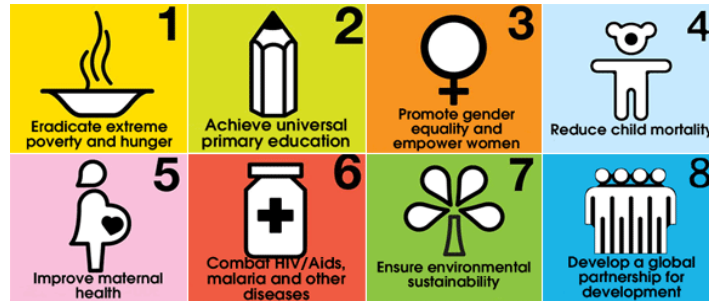 1
Eradicate extreme
poverty and hunger
2
Achieve universal
primary education
3
Promote gender
equality and
empower women
4
Reduce child mortality
5
Improve maternal
health
6
Combat HIV/Aids,
malaria and other
diseases
7
Ensure environmental
sustainability
8
Develop a global
partnership for
development